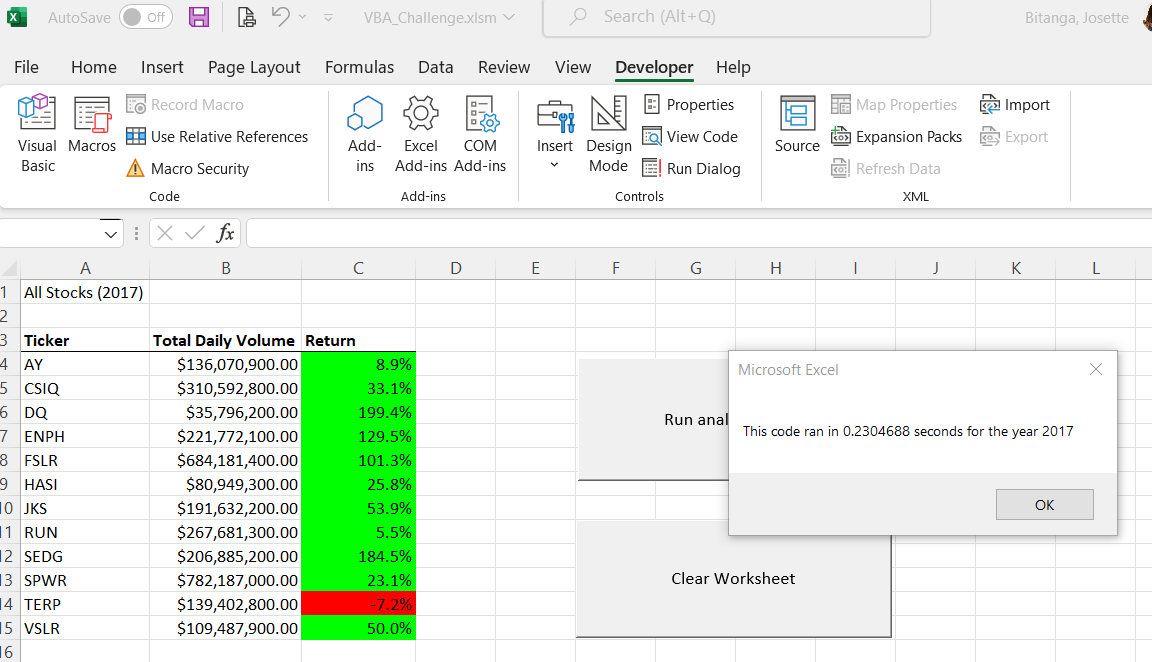 AutoSave Off VBA_Challenge.xlsm Search (Alt+Q) Bitanga, Josette
File Home Insert Page Layout Formulas Data Review View Developer Help
Visual Basic
Macros
Record Macro
Use Relative References
Macro Security
Code
Add-ins
Excel Add-ins
COM Add-ins
Add-ins
Insert
Design Mode
Properties
View Code
Run Dialog
Controls
Source
Map Properties
Expansion Packs
Refresh Data
Import
Export
XML
fx
A B C D E F G H I J K L
1 All Stocks (2017)
2
3 Ticker Total Daily Volume Return
4 AY $136,070,900.00 8.9%
5 CSIQ $310,592,800.00 33.1%
6 DQ $35,796,200.00 199.4%
7 ENPH $221,772,100.00 129.5%
8 FSLR $684,181,400.00 101.3%
9 HASI $80,949,300.00 25.8%
10 JKS $191,632,200.00 53.9%
11 RUN $267,681,300.00 5.5%
12 SEDG $206,885,200.00 184.5%
13 SPWR $782,187,000.00 23.1%
14 TERP $139,402,800.00 -7.2%
15 VSLR $109,487,900.00 50.0%
16
Run anal
Microsoft Excel
This code ran in 0.2304688 seconds for the year 2017
OK
Clear Worksheet